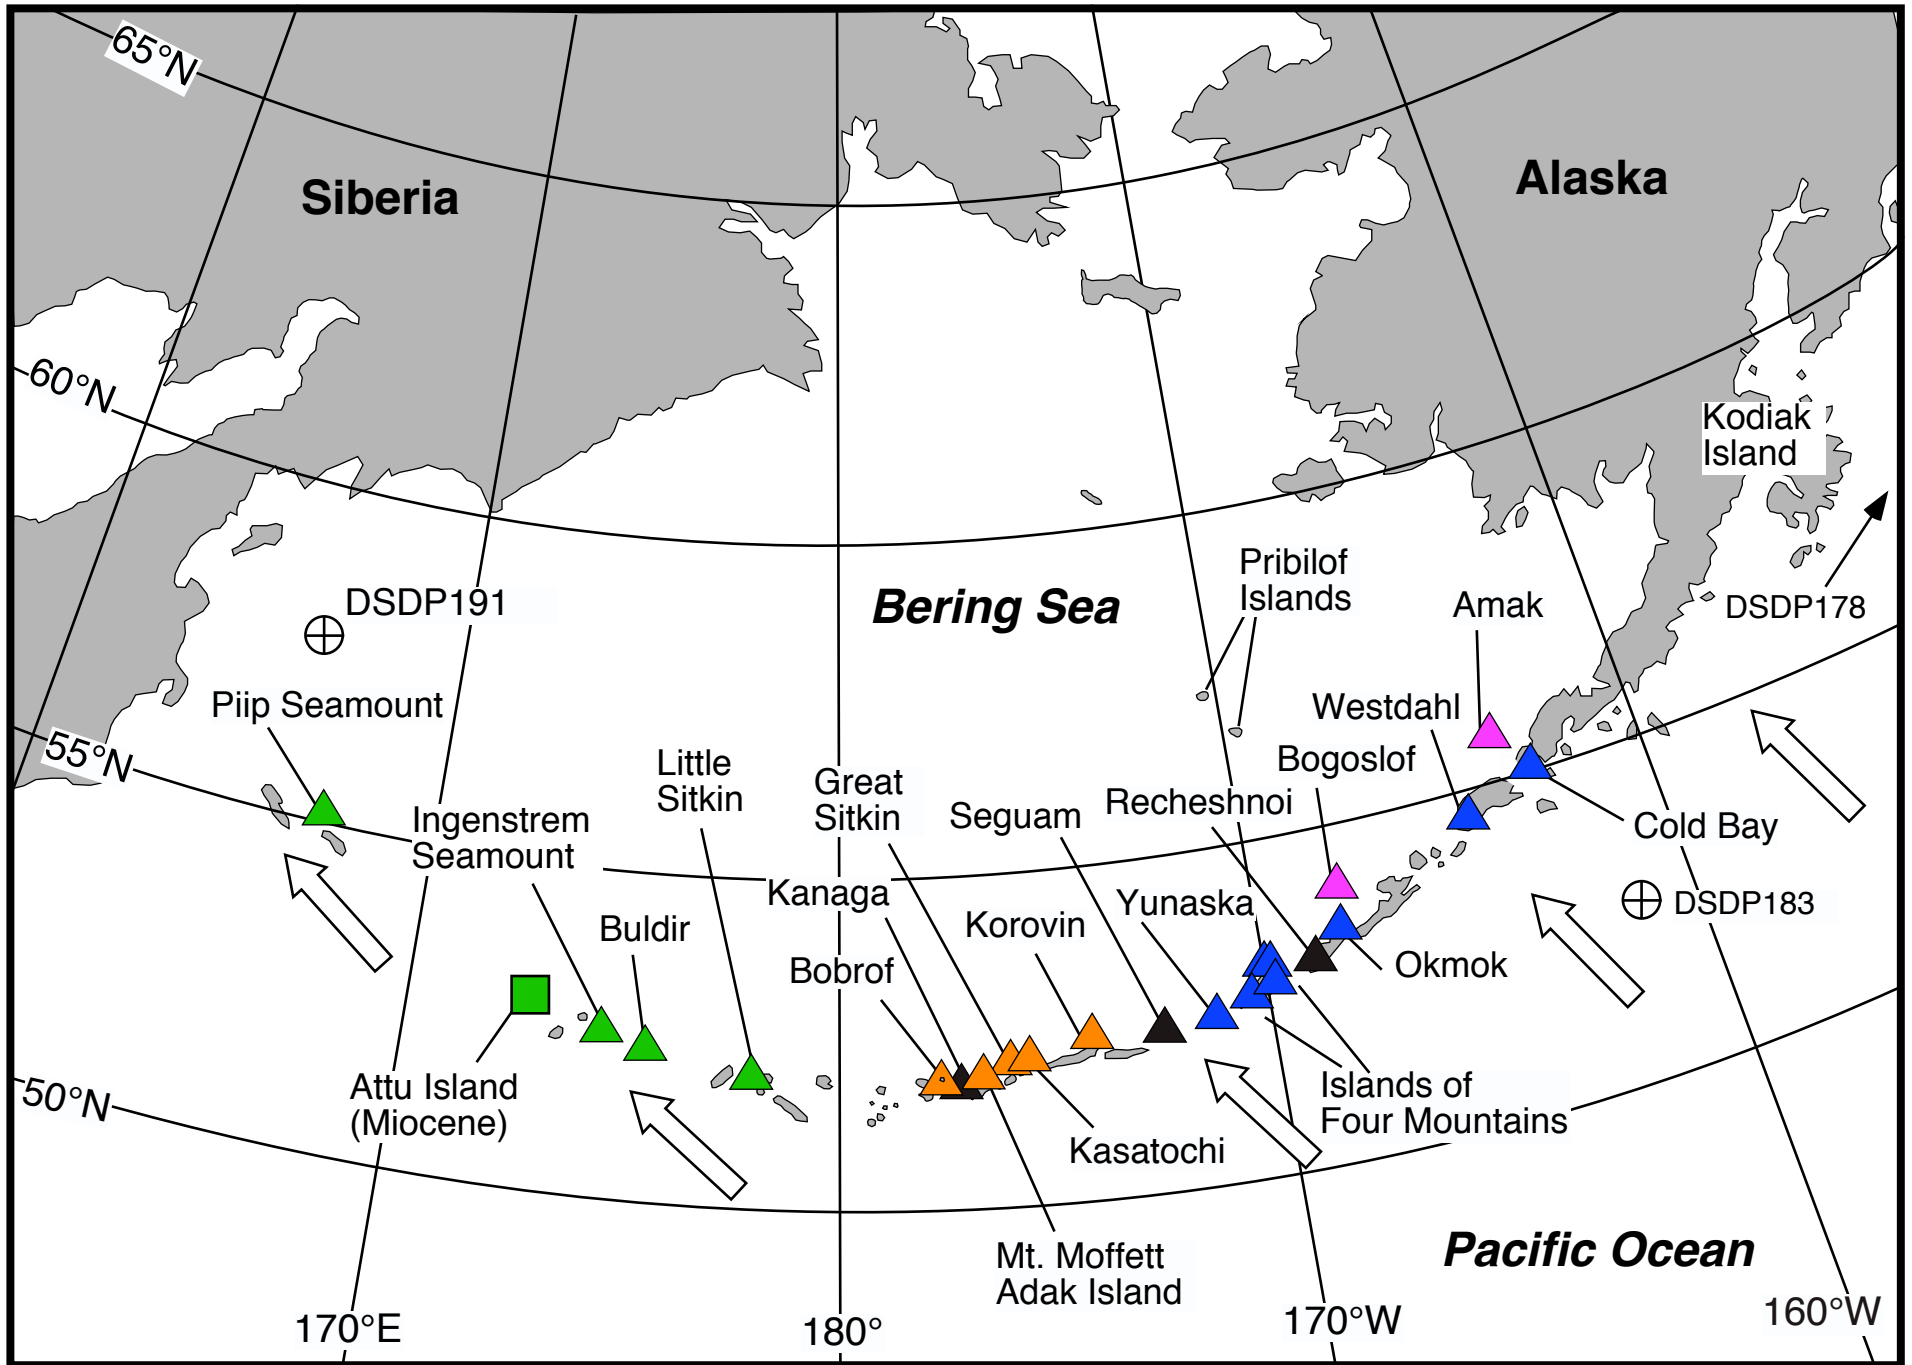 65°N
Siberia
Alaska
60°N
Kodiak
Island
Pribilof
Islands
DSDP191
Bering Sea
Amak
DSDP178
Piip Seamount
Westdahl
55°N
Bogoslof
Little
Sitkin
Great
Sitkin
Recheshnoi
Seguam
Ingenstrem
Seamount
Cold Bay
Kanaga
Yunaska
DSDP183
Korovin
Buldir
Bobrof
Okmok
50°N
Attu Island
(Miocene)
Islands of
Four Mountains
Kasatochi
Mt. Moffett
Adak Island
Pacific Ocean
170°E
180°
170°W
160°W